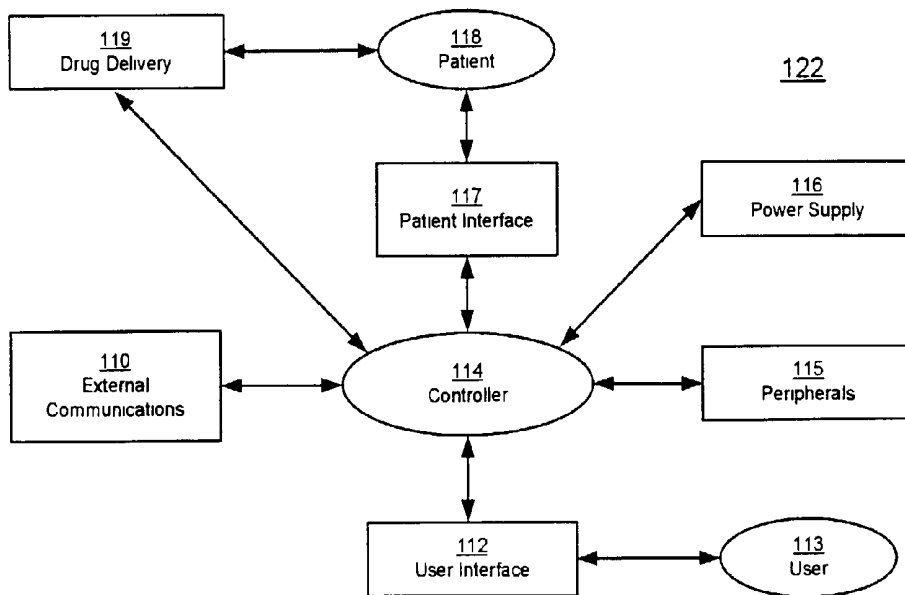 119
Drug Delivery
118
Patient
122
117
Patient Interface
116
Power Supply
110
External
Communications
114
Controller
115
Peripherals
112
User Interface
113
User